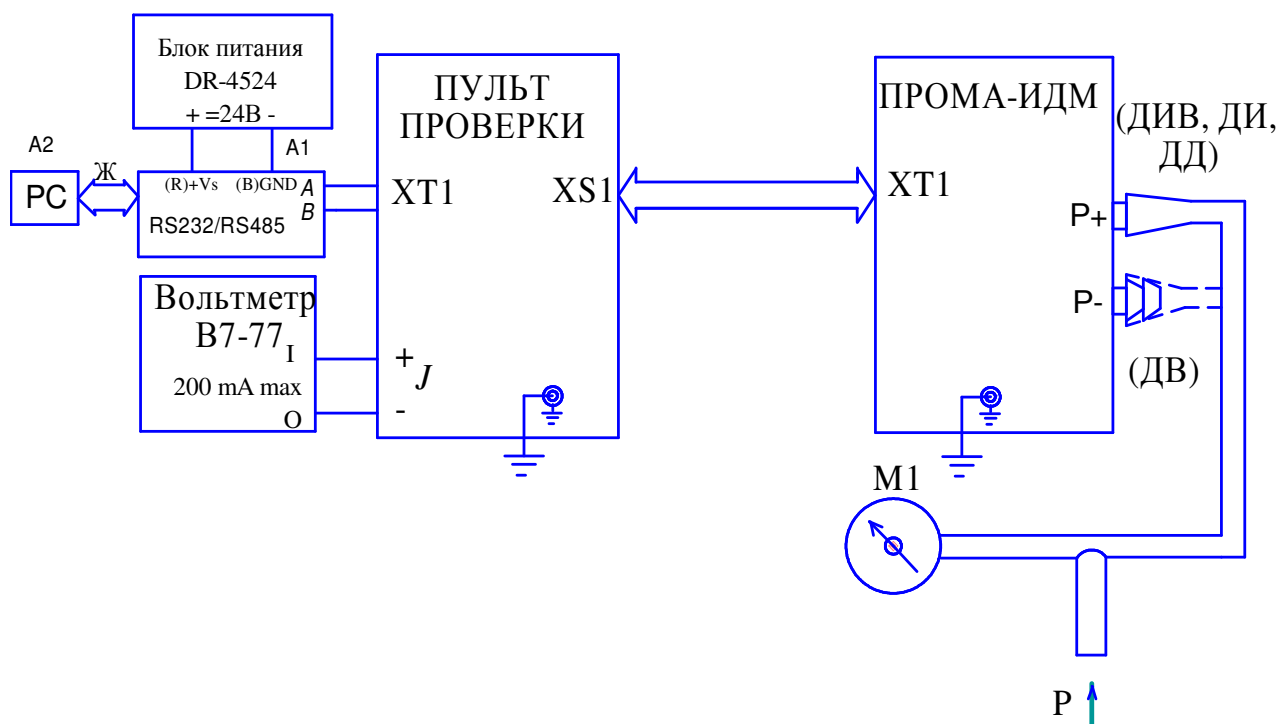 Блок питания
DR-4524
+ =24В -
A2
A1
Ж
PC
(R)+Vs
(B)GND
A
B
RS232/RS485
ПУЛЬТ
ПРОВЕРКИ
XT1
XS1
Вольтметр
В7-77
I
200 mA max
O
+
J
-
ПРОМА-ИДМ
XT1
(ДИВ, ДИ,
ДД)
P+
P-
(ДВ)
М1
P